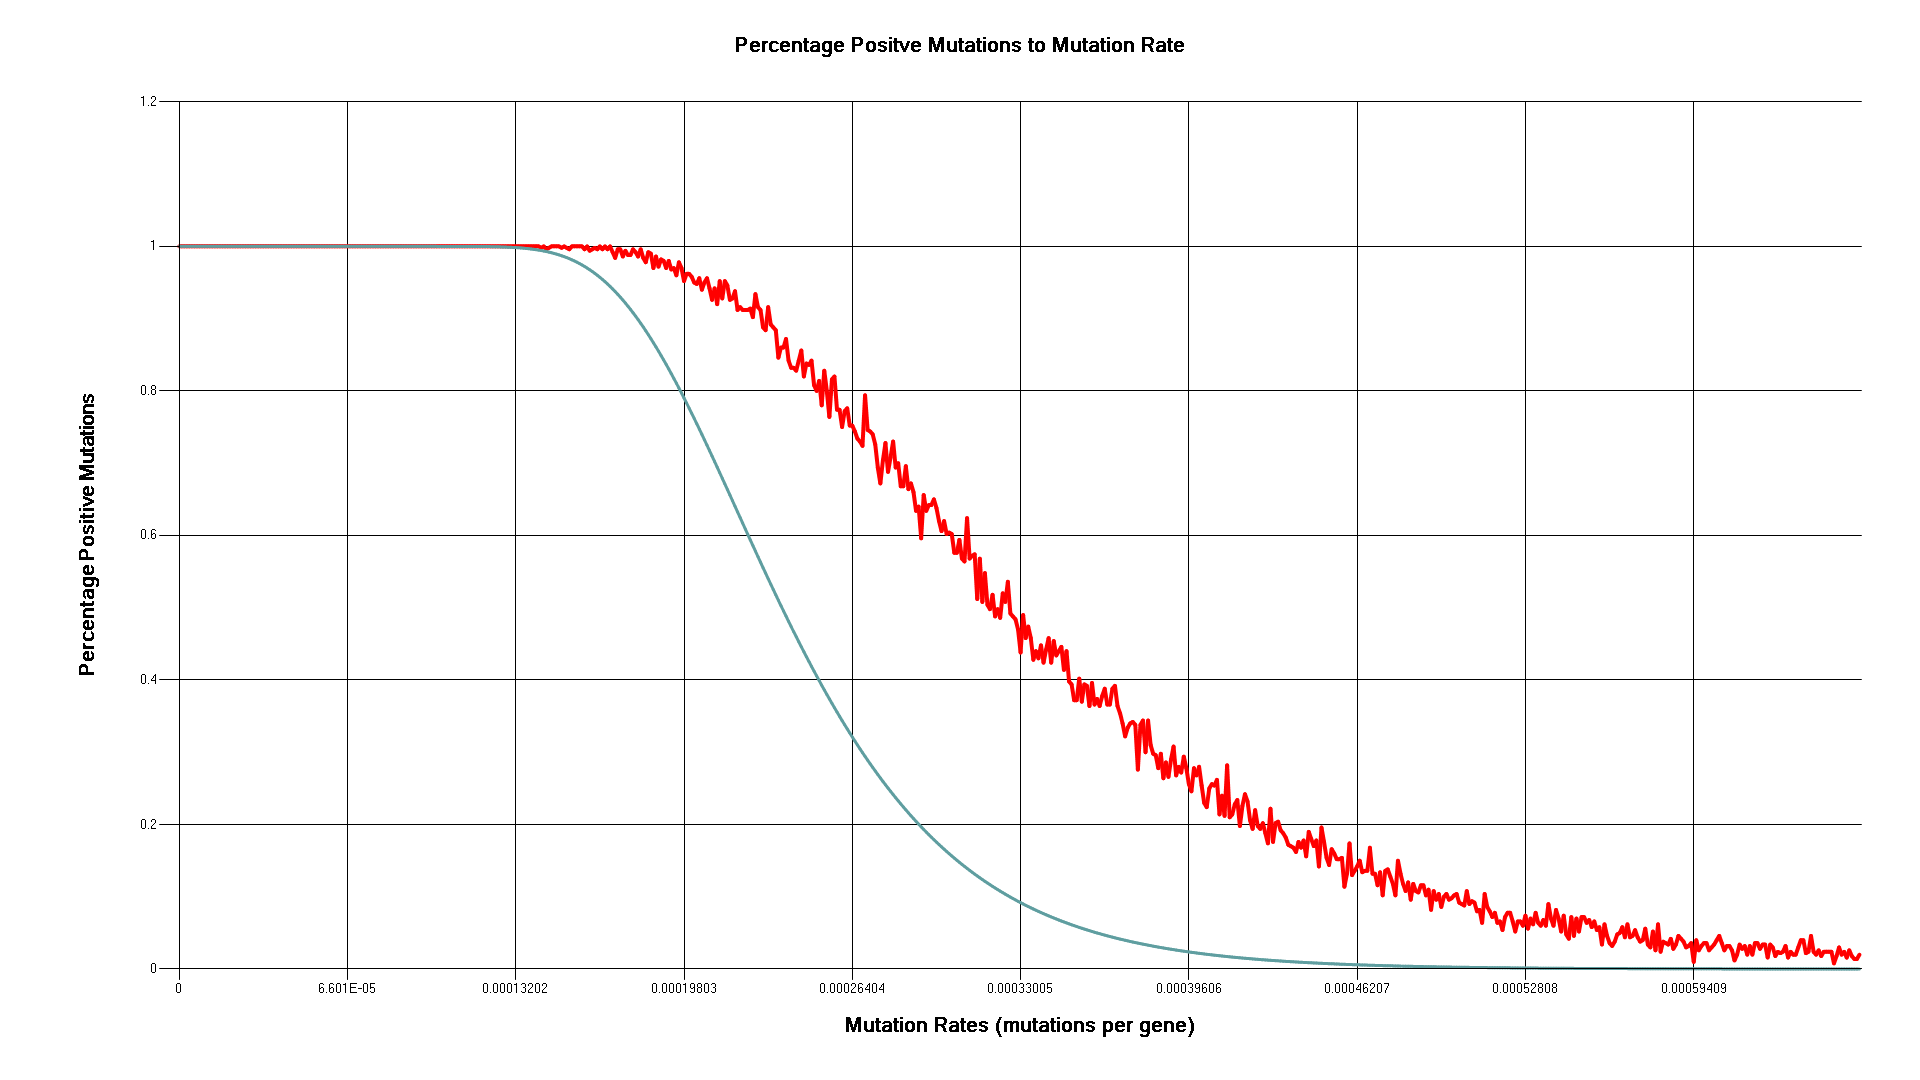 Percentage Positve Mutations to Mutation Rate
1.2
1
0.8
0.6
0.4
0.2
0
Percentage Positive Mutations
0 6.601E-05 0.00013202 0.00019803 0.00026404 0.00033005 0.00039606 0.00046207 0.00052808 0.00059409
Mutation Rates (mutations per gene)